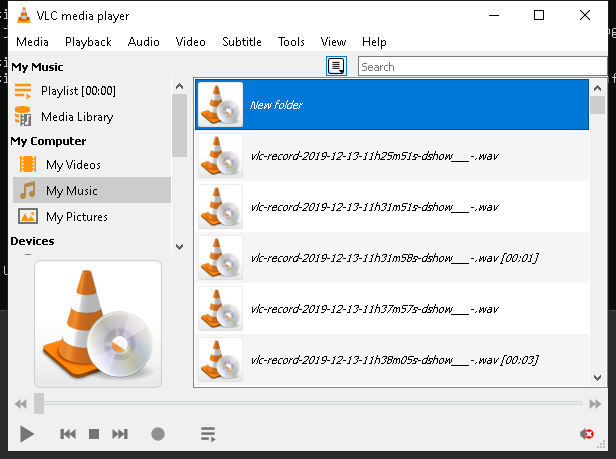 VLC media player
Media Playback Audio Video Subtitle Tools View Help
My Music
Search
Playlist [00:00]
Media Library
My Computer
My Videos
My Music
My Pictures
Devices
New folder
vlc-record-2019-12-13-11h25m51s-dshow___-.wav
vlc-record-2019-12-13-11h31m51s-dshow___-.wav
vlc-record-2019-12-13-11h31m58s-dshow___-.wav [00:01]
vlc-record-2019-12-13-11h37m57s-dshow___-.wav
vlc-record-2019-12-13-11h38m05s-dshow___-.wav [00:03]